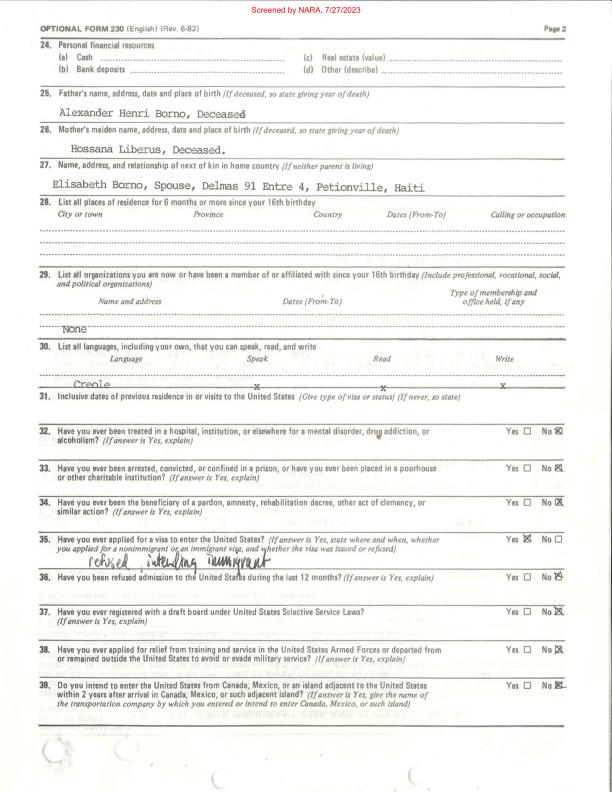 Screened by NARA, 7/27/2023
OPTIONAL FORM 230 (English) (Rev. 6-82) Page 2
24. Personal financial resources
(a) Cash (c) Real estate (value)
(b) Bank deposits (d) Other (describe)
25. Father's name, address, date and place of birth (If deceased, so state giving year of death)
Alexander Henri Borno, Deceased
26. Mother's maiden name, address, date and place of birth (If deceased, so state giving year of death)
Hossana Liberus, Deceased.
27. Name, address, and relationship of next of kin in home country (If neither parent is living)
Elisabeth Borno, Spouse, Delmas 91 Entre 4, Petionville, Haiti
28. List all places of residence for 6 months or more since your 16th birthday
City or town Province Country Dates (From-To) Calling or occupation
29. List all organizations you are now or have been a member of or affiliated with since your 16th birthday (Include professional, vocational, social,
and political organizations)
Name and address Dates (From-To) Type of membership and
office held, if any
None
30. List all languages, including your own, that you can speak, read, and write
Language Speak Read Write
Creole x x x
31. Inclusive dates of previous residence in or visits to the United States (Give type of visa or status) (If never, so state)
32. Have you ever been treated in a hospital, institution, or elsewhere for a mental disorder, drug addiction, or Yes ☐ No ☒
alcoholism? (If answer is Yes, explain)
33. Have you ever been arrested, convicted, or confined in a prison, or have you ever been placed in a poorhouse Yes ☐ No ☒
or other charitable institution? (If answer is Yes, explain)
34. Have you ever been the beneficiary of a pardon, amnesty, rehabilitation decree, other act of clemency, or Yes ☐ No ☒
similar action? (If answer is Yes, explain)
35. Have you ever applied for a visa to enter the United States? (If answer is Yes, state where and when, whether Yes ☒ No ☐
you applied for a nonimmigrant or an immigrant visa, and whether the visa was issued or refused)
refused, intending immigrant
36. Have you been refused admission to the United States during the last 12 months? (If answer is Yes, explain) Yes ☐ No ☒
37. Have you ever registered with a draft board under United States Selective Service Laws? Yes ☐ No ☒
(If answer is Yes, explain)
38. Have you ever applied for relief from training and service in the United States Armed Forces or departed from Yes ☐ No ☒
or remained outside the United States to avoid or evade military service? (If answer is Yes, explain)
39. Do you intend to enter the United States from Canada, Mexico, or an island adjacent to the United States Yes ☐ No ☒
within 2 years after arrival in Canada, Mexico, or such adjacent island? (If answer is Yes, give the name of
the transportation company by which you entered or intend to enter Canada, Mexico, or such island)